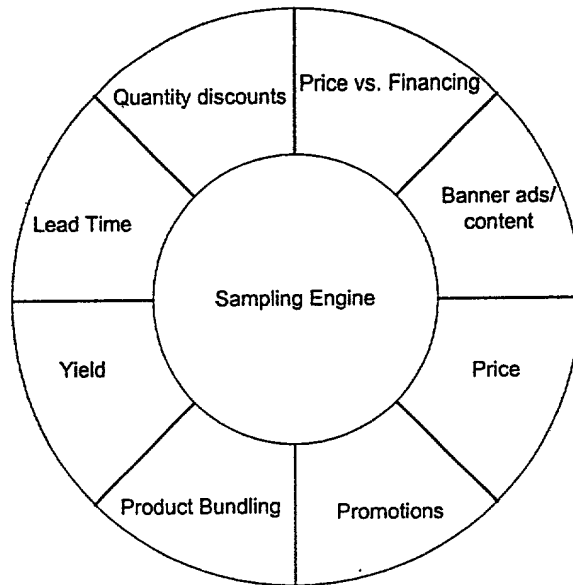 Quantity discounts
Price vs. Financing
Banner ads/
content
Lead Time
Sampling Engine
Yield
Price
Product Bundling
Promotions